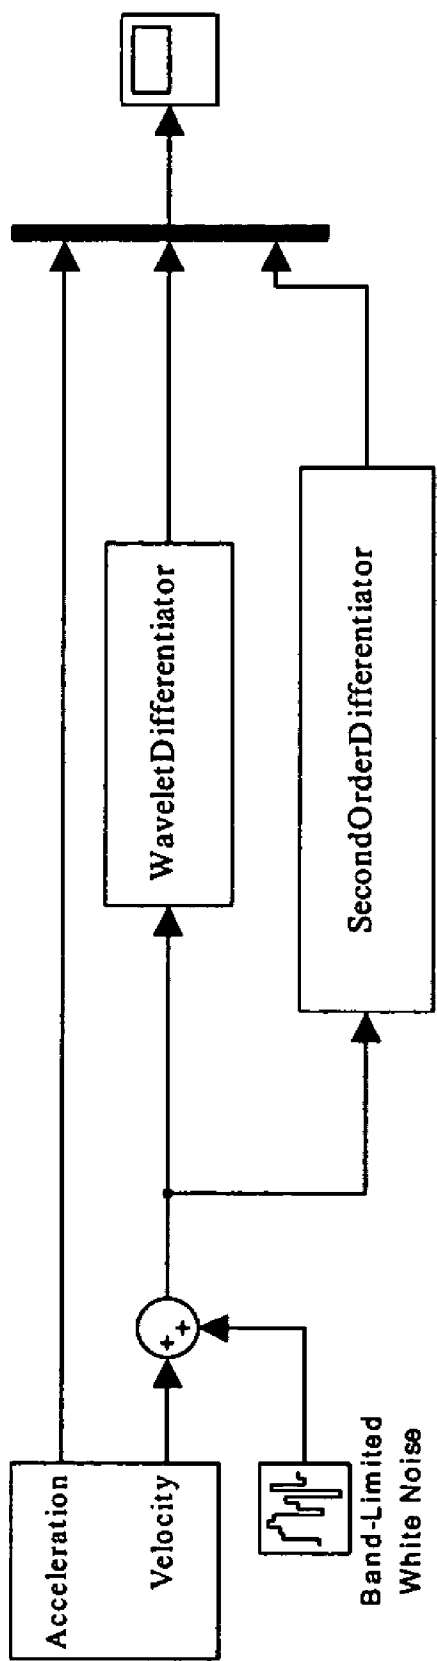 Acceleration
Velocity
Band-Limited
White Noise
+
+
WaveletDifferentiator
SecondOrderDifferentiator